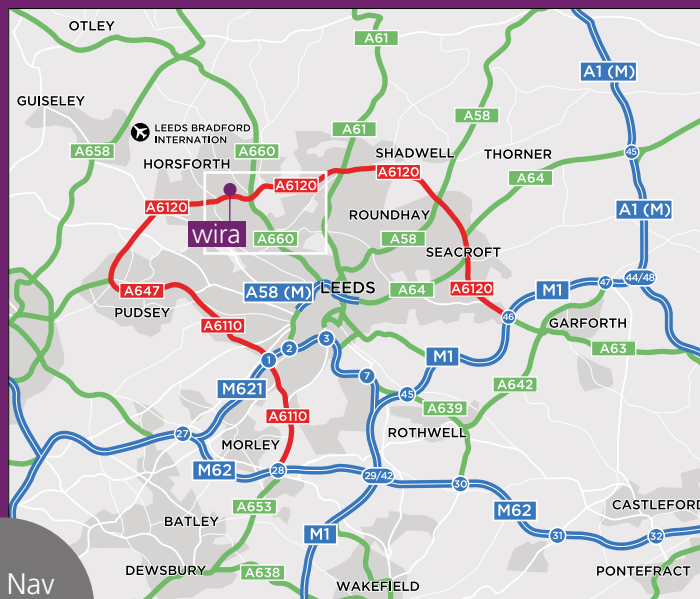 OTLEY
A61
A1 (M)
GUISELEY
A58
A61
LEEDS BRADFORD
INTERNATION
A658
A660
45
HORSFORTH
SHADWELL
THORNER
A6120
A6120
A64
A6120
A1 (M)
ROUNDHAY
wira
A660
A58
SEACROFT
44/48
47
A647
A58 (M)
LEEDS
A64
A6120
M1
PUDSEY
46
GARFORTH
A6110
3
2
1
M1
A63
7
M621
A642
45
A639
A6110
27
ROTHWELL
MORLEY
M62
28
29/42
30
A653
M62
CASTLEFORD
BATLEY
M1
31
32
DEWSBURY
A638
PONTEFRACT
Nav
WAKEFIELD